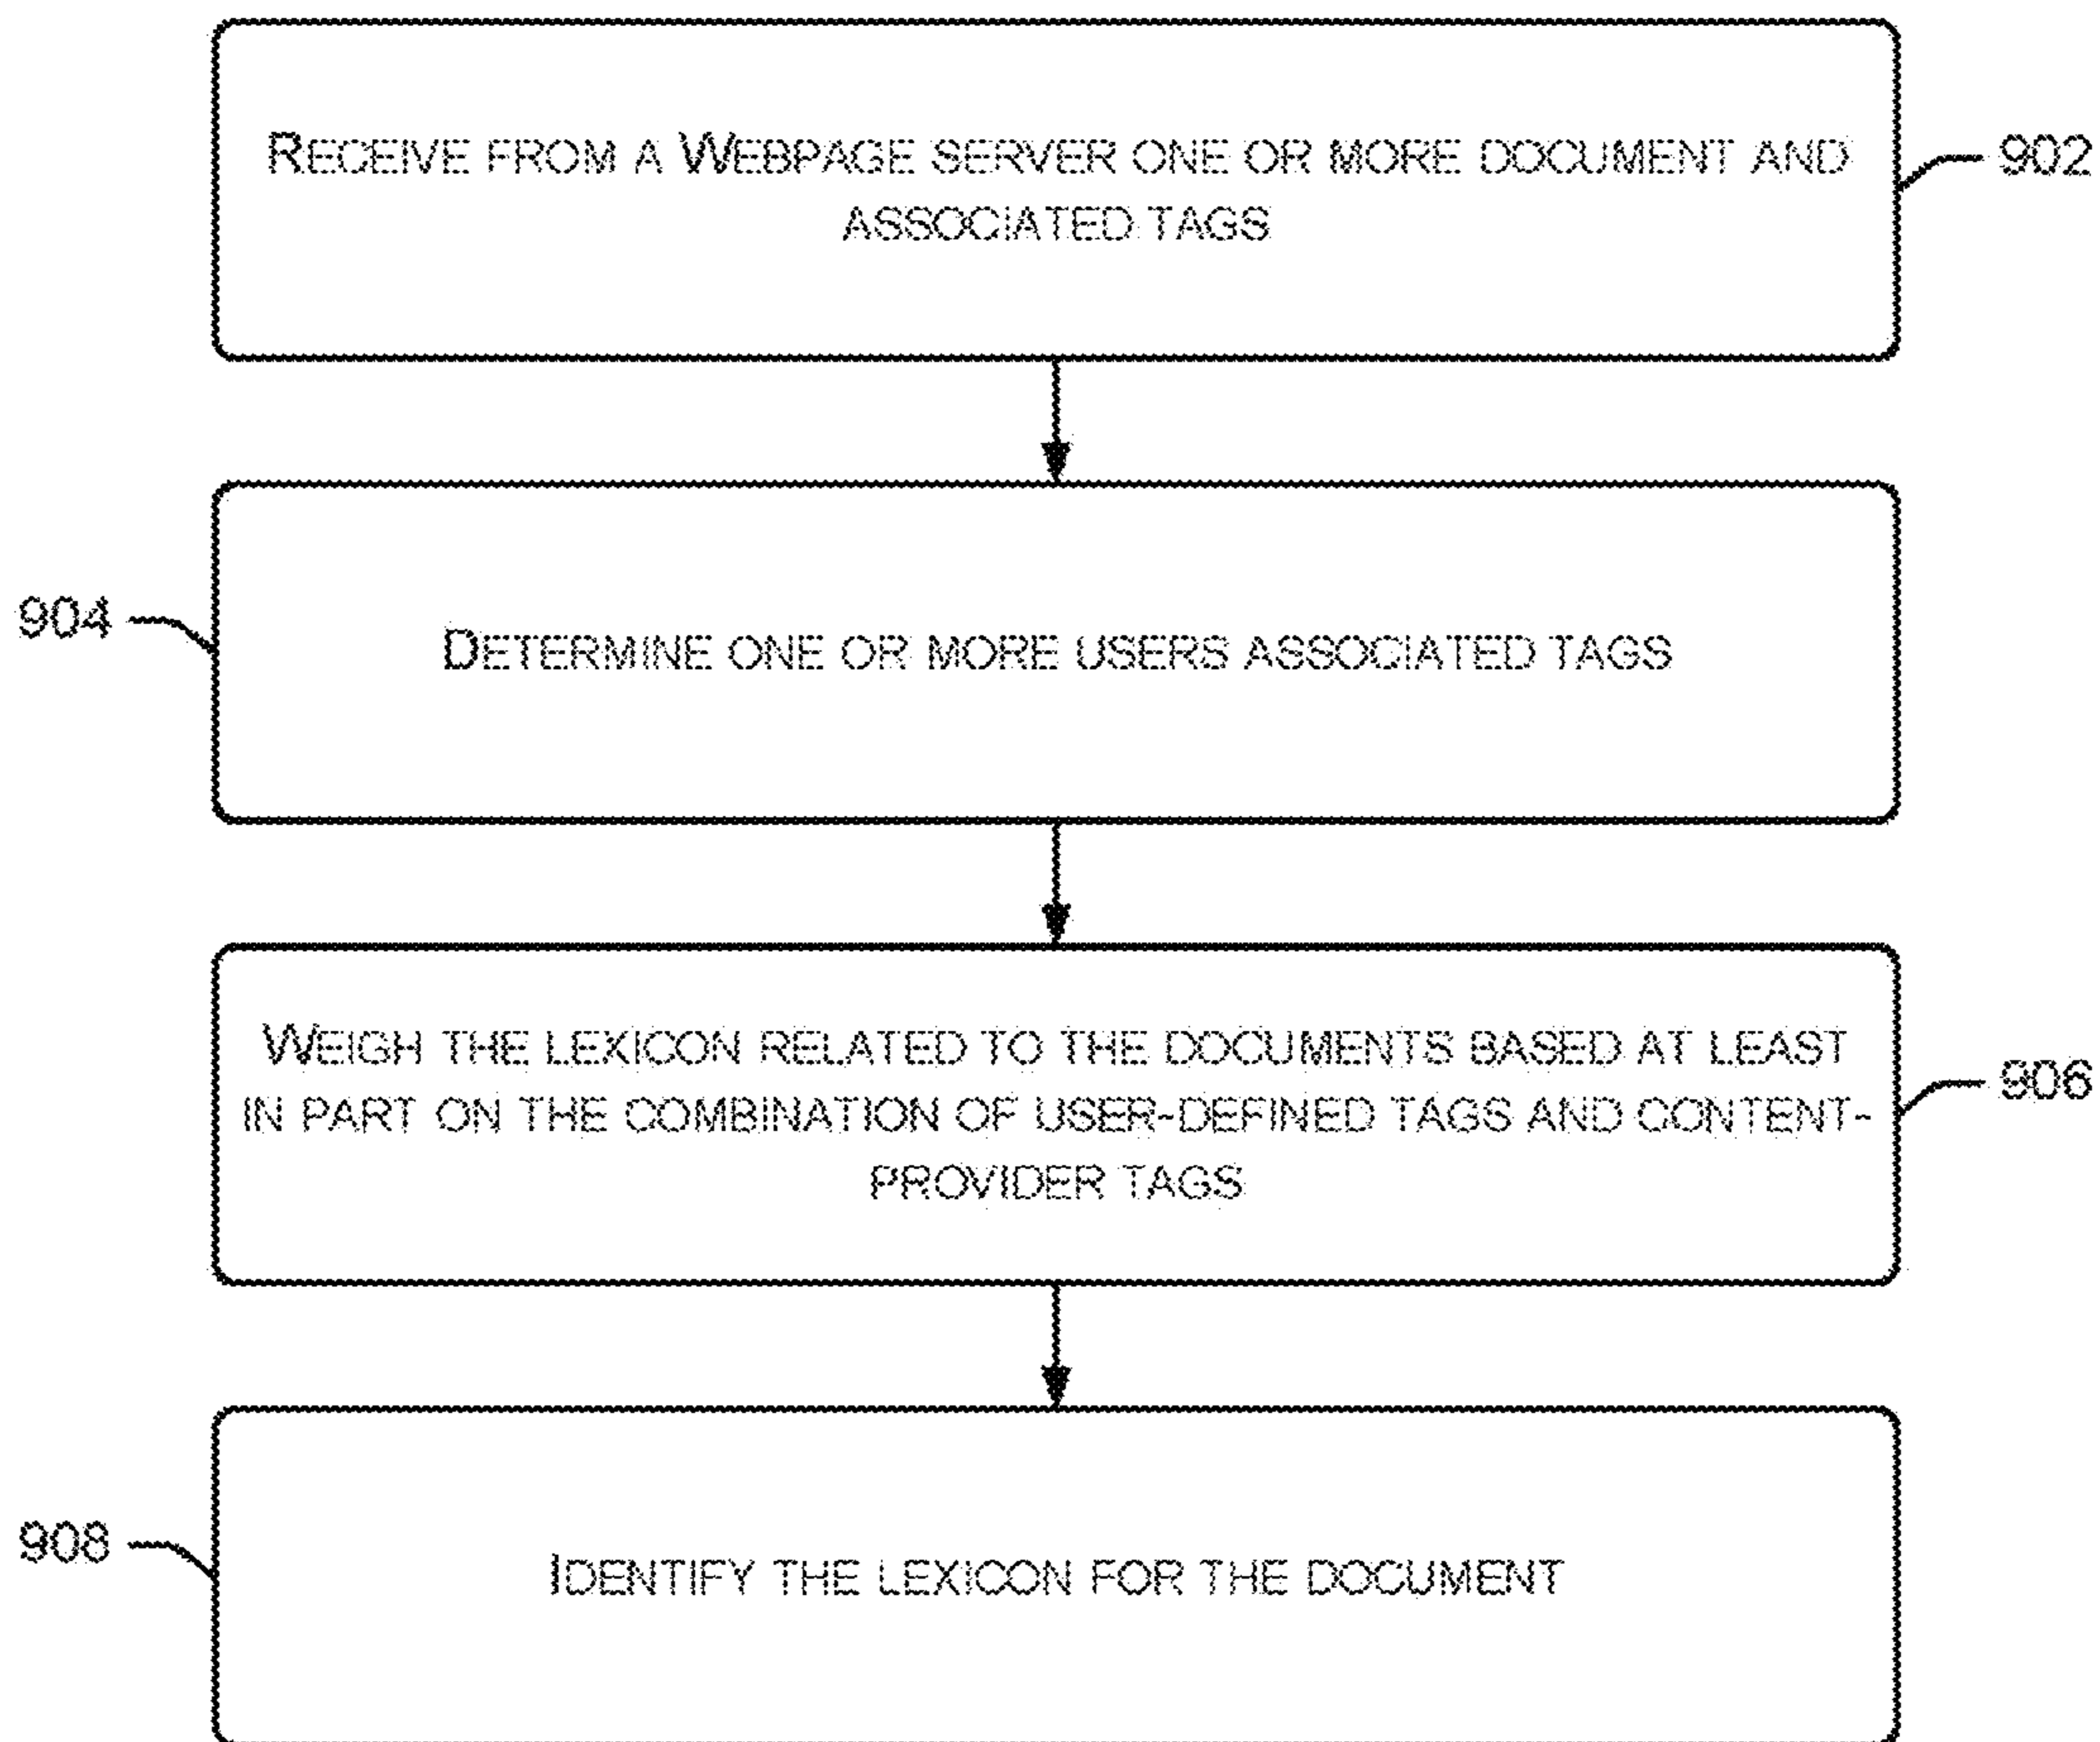 RECEIVE FROM A WEBPAGE SERVER ONE OR MORE DOCUMENT AND
ASSOCIATED TAGS
902
904
DETERMINE ONE OR MORE USERS ASSOCIATED TAGS
WEIGH THE LEXICON RELATED TO THE DOCUMENTS BASED AT LEAST
IN PART ON THE COMBINATION OF USER-DEFINED TAGS AND CONTENT-
PROVIDER TAGS
906
908
IDENTIFY THE LEXICON FOR THE DOCUMENT